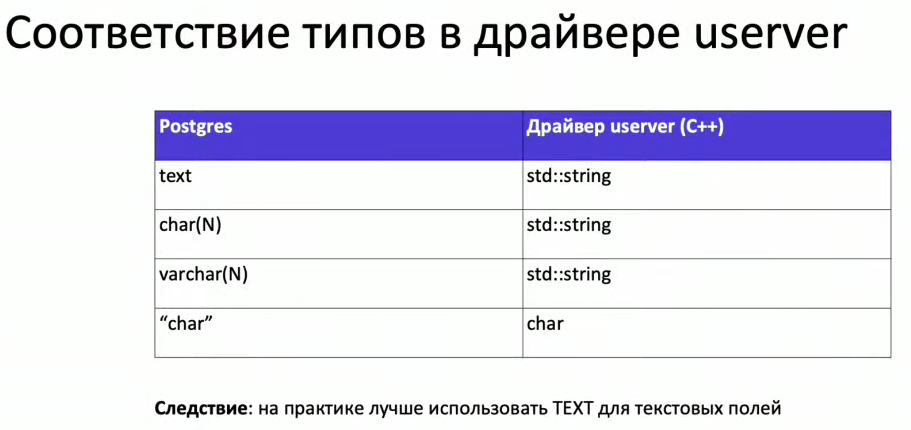 Соответствие типов в драйвере userver
Postgres Драйвер userver (C++)
text std::string
char(N) std::string
varchar(N) std::string
“char” char
Следствие: на практике лучше использовать TEXT для текстовых полей